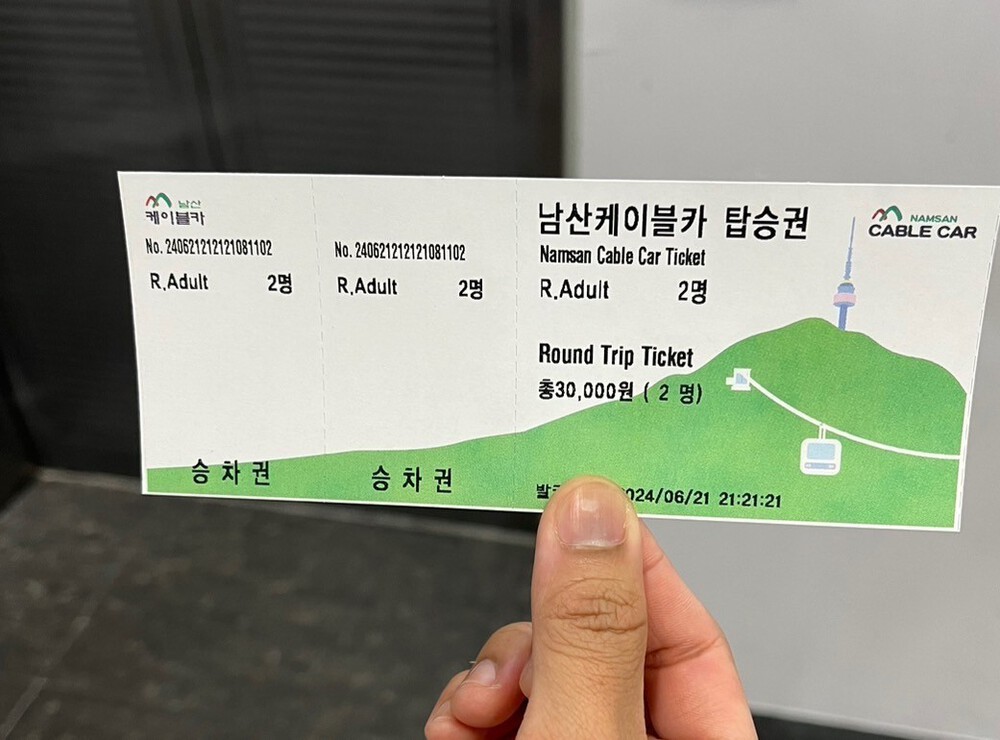 남산
케이블카
No. 240621212121081102
R.Adult 2명
승차권
No. 240621212121081102
R.Adult 2명
승차권
남산케이블카 탑승권
Namsan Cable Car Ticket
R.Adult 2명
Round Trip Ticket
총30,000원 ( 2 명)
024/06/21 21:21:21
NAMSAN
CABLE CAR